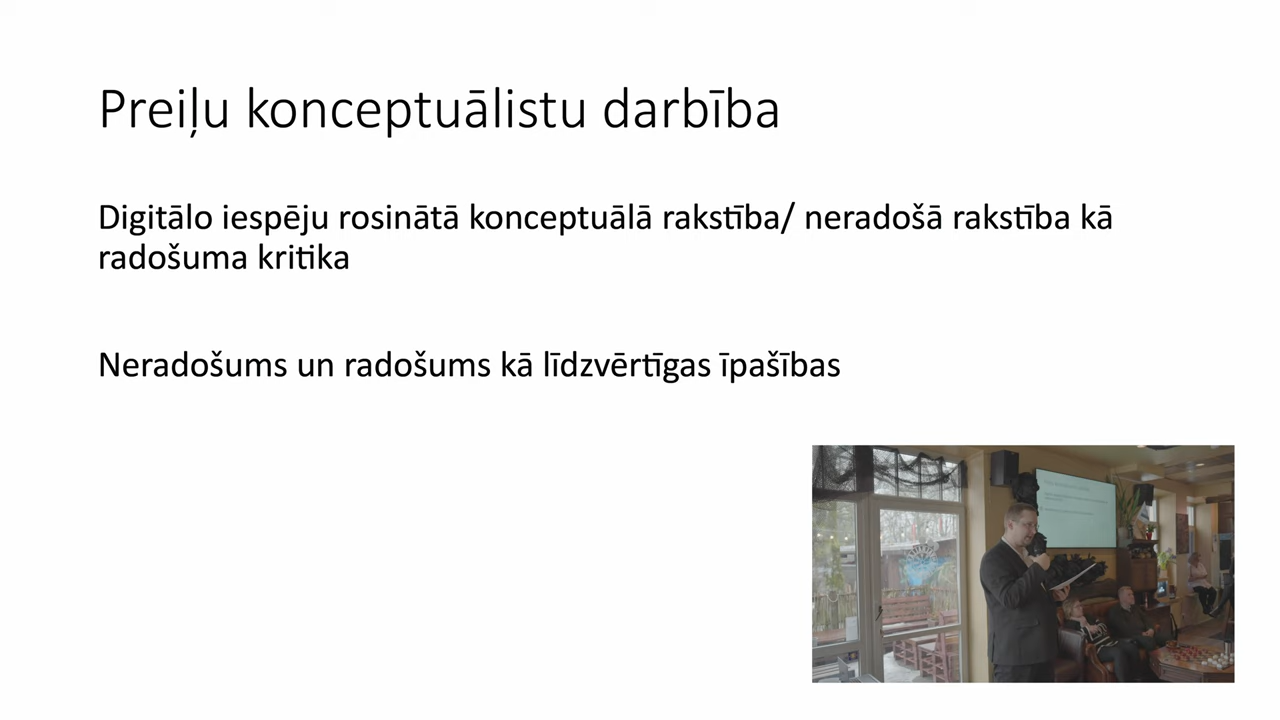 Preiļu konceptuālistu darbība
Digitālo iespēju rosinātā konceptuālā rakstība/ neradošā rakstība kā
radošuma kritika
Neradošums un radošums kā līdzvērtīgas īpašības